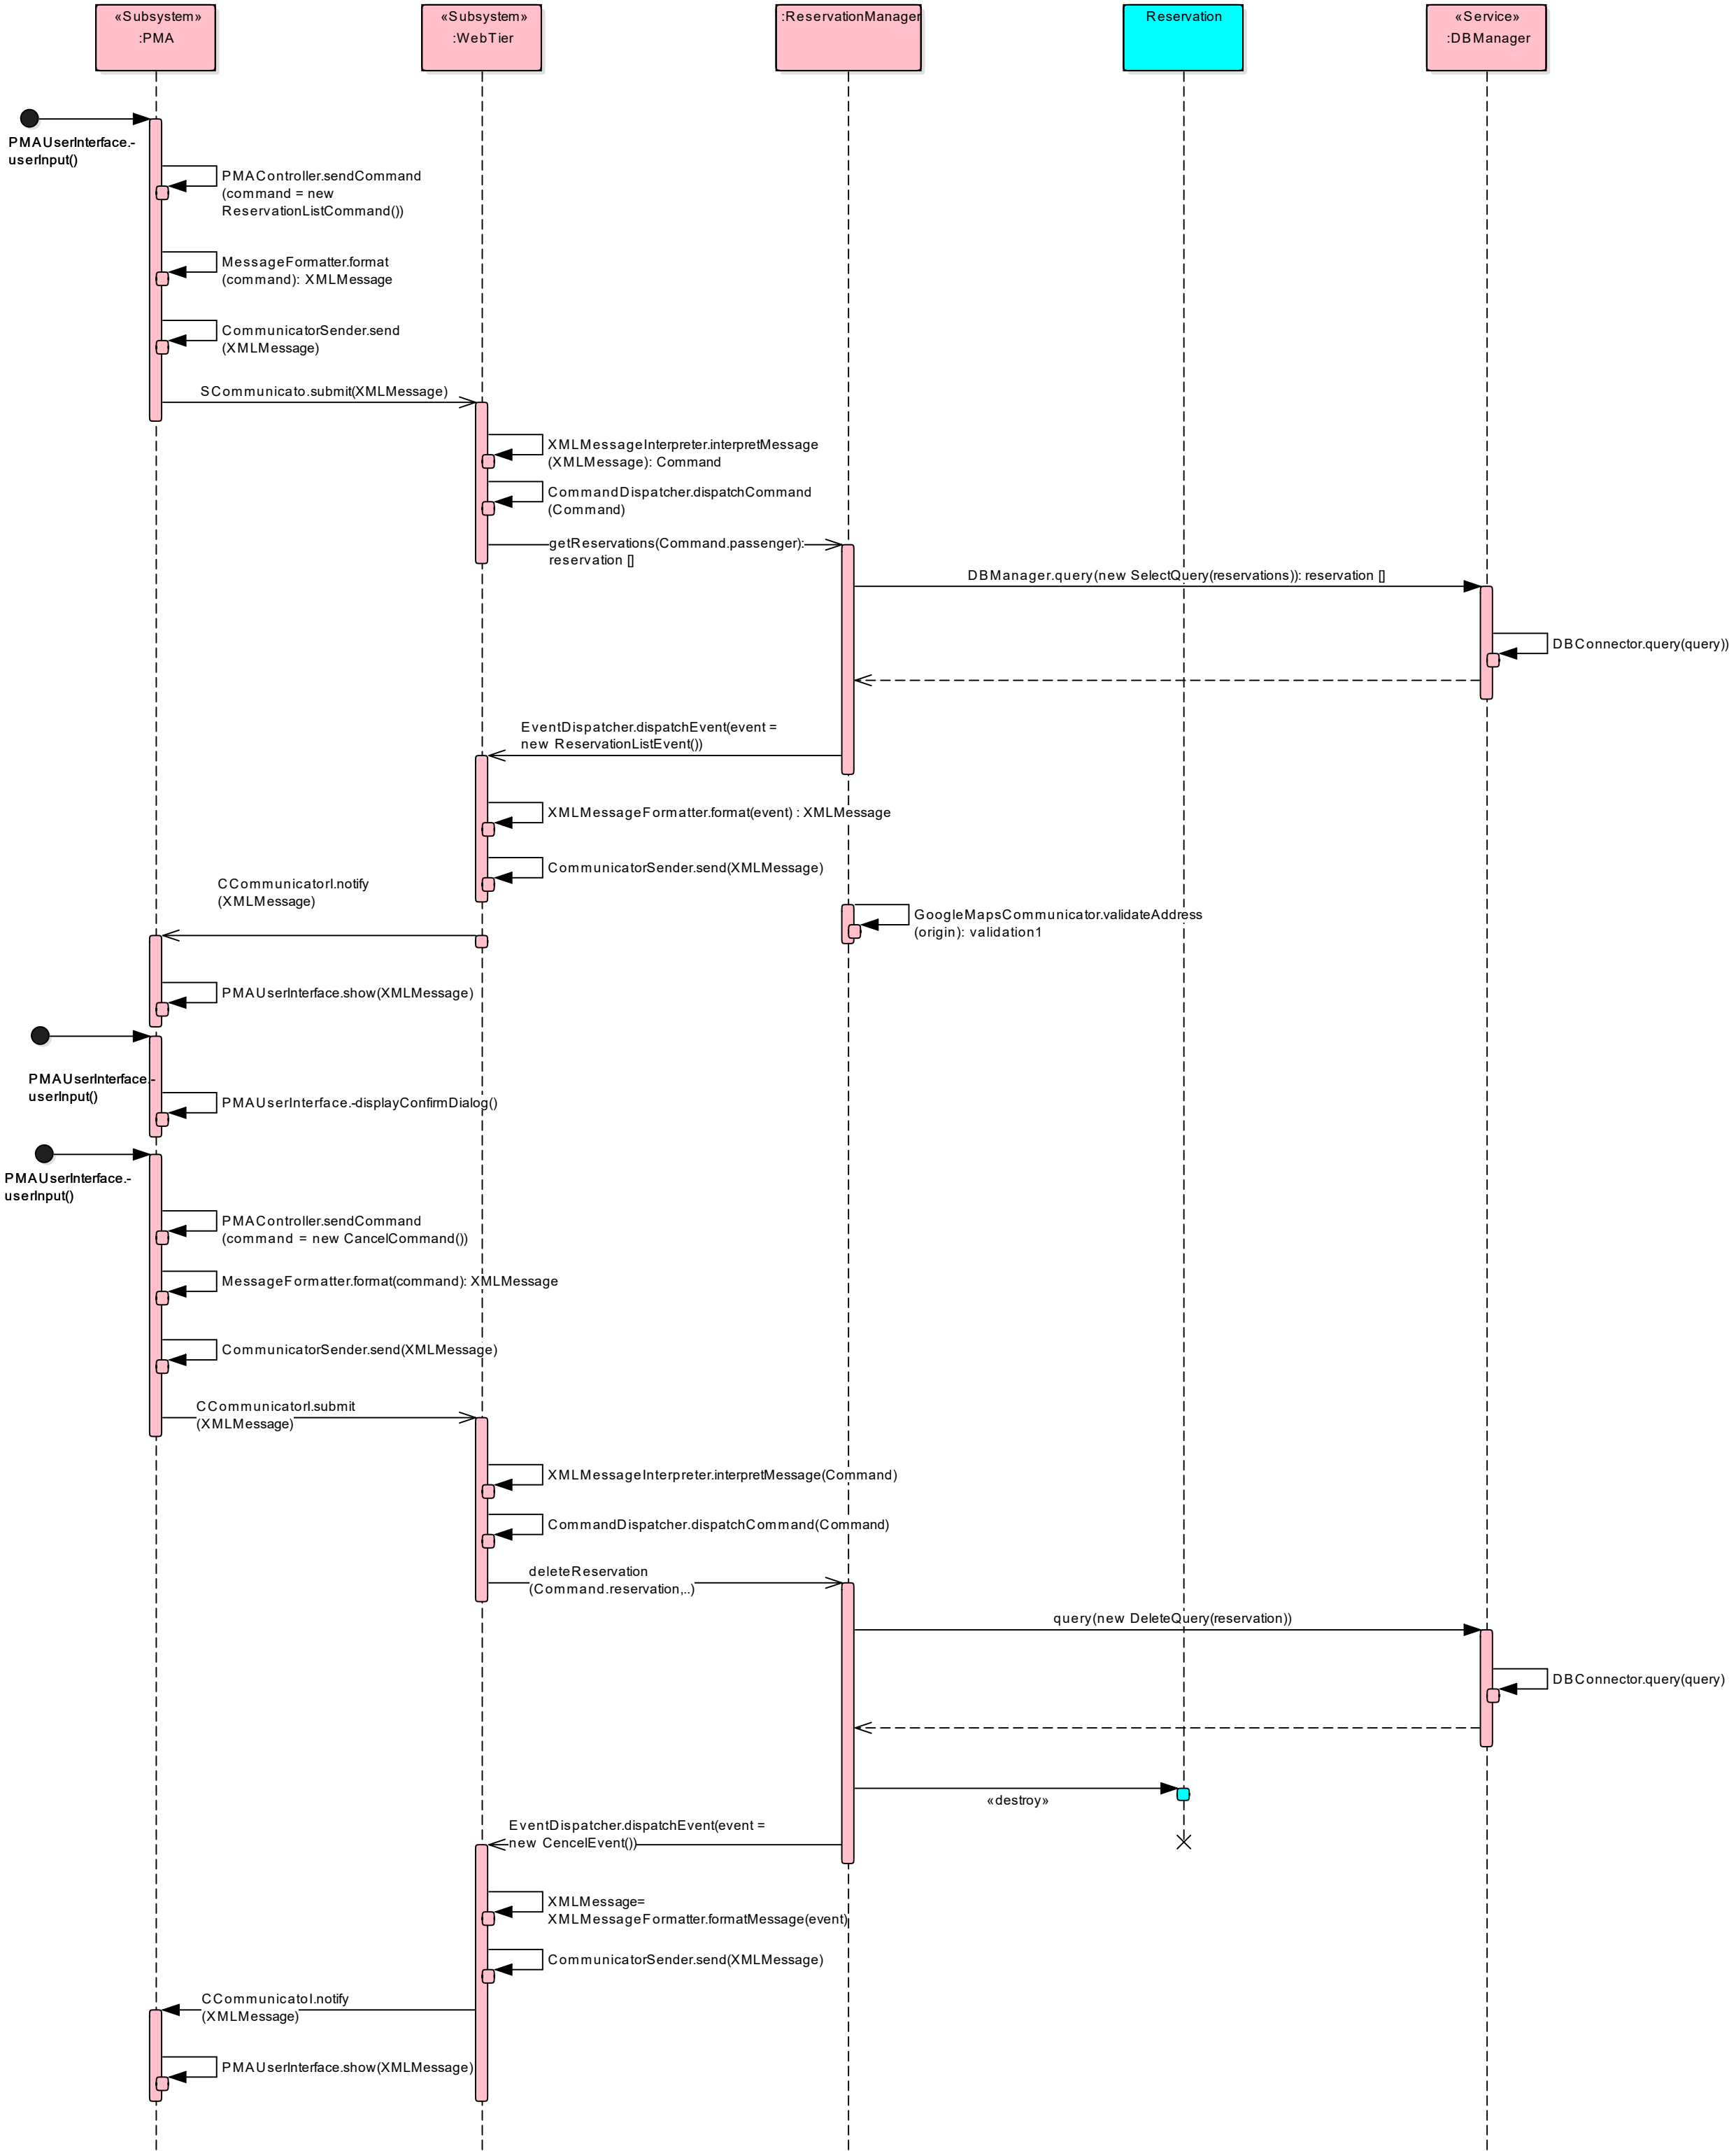 «Subsystem»
:PMA
«Subsystem»
:WebTier
:ReservationManager
Reservation
«Service»
:DBManager
PMAUserInterface.-
userInput()
PMAController.sendCommand
(command = new
ReservationListCommand())
MessageFormatter.format
(command): XMLMessage
CommunicatorSender.send
(XMLMessage)
SCommunicato.submit(XMLMessage)
XMLMessageInterpreter.interpretMessage
(XMLMessage): Command
CommandDispatcher.dispatchCommand
(Command)
getReservations(Command.passenger):
reservation []
DBManager.query(new SelectQuery(reservations)): reservation []
DBConnector.query(query))
EventDispatcher.dispatchEvent(event =
new ReservationListEvent())
XMLMessageFormatter.format(event) : XMLMessage
CommunicatorSender.send(XMLMessage)
CCommunicatorI.notify
(XMLMessage)
GoogleMapsCommunicator.validateAddress
(origin): validation1
PMAUserInterface.show(XMLMessage)
PMAUserInterface.-
userInput()
PMAUserInterface.-displayConfirmDialog()
PMAUserInterface.-
userInput()
PMAController.sendCommand
(command = new CancelCommand())
MessageFormatter.format(command): XMLMessage
CommunicatorSender.send(XMLMessage)
CCommunicatorI.submit
(XMLMessage)
XMLMessageInterpreter.interpretMessage(Command)
CommandDispatcher.dispatchCommand(Command)
deleteReservation
(Command.reservation,..)
query(new DeleteQuery(reservation))
DBConnector.query(query)
«destroy»
EventDispatcher.dispatchEvent(event =
new CencelEvent())
XMLMessage=
XMLMessageFormatter.formatMessage(event)
CommunicatorSender.send(XMLMessage)
CCommunicatoI.notify
(XMLMessage)
PMAUserInterface.show(XMLMessage)